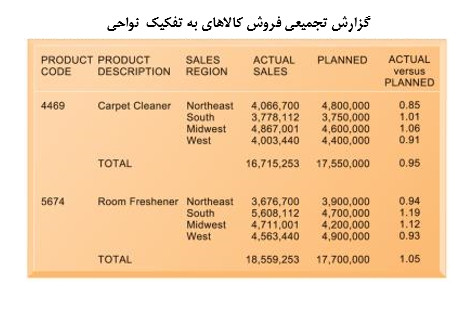 گزارش تجمیعی فروش کالاهای به تفکیک نواحی
PRODUCT PRODUCT SALES ACTUAL PLANNED ACTUAL
CODE DESCRIPTION REGION SALES versus
PLANNED
4469 Carpet Cleaner Northeast 4,066,700 4,800,000 0.85
South 3,778,112 3,750,000 1.01
Midwest 4,867,001 4,600,000 1.06
West 4,003,440 4,400,000 0.91
TOTAL 16,715,253 17,550,000 0.95
5674 Room Freshener Northeast 3,676,700 3,900,000 0.94
South 5,608,112 4,700,000 1.19
Midwest 4,711,001 4,200,000 1.12
West 4,563,440 4,900,000 0.93
TOTAL 18,559,253 17,700,000 1.05